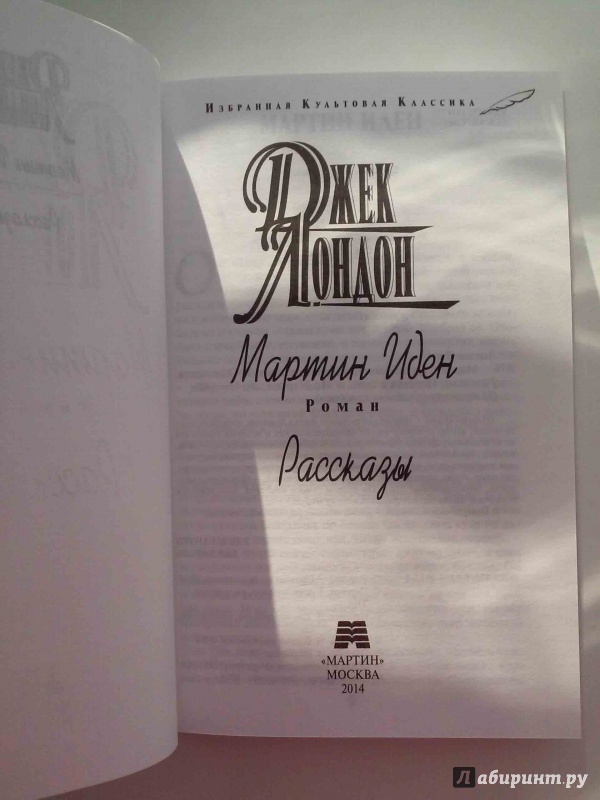 Избранная Культовая Классика
Джек
Лондон
Мартин Иден
Роман
Рассказы
«МАРТИН»
МОСКВА
2014
Лабиринт.ру